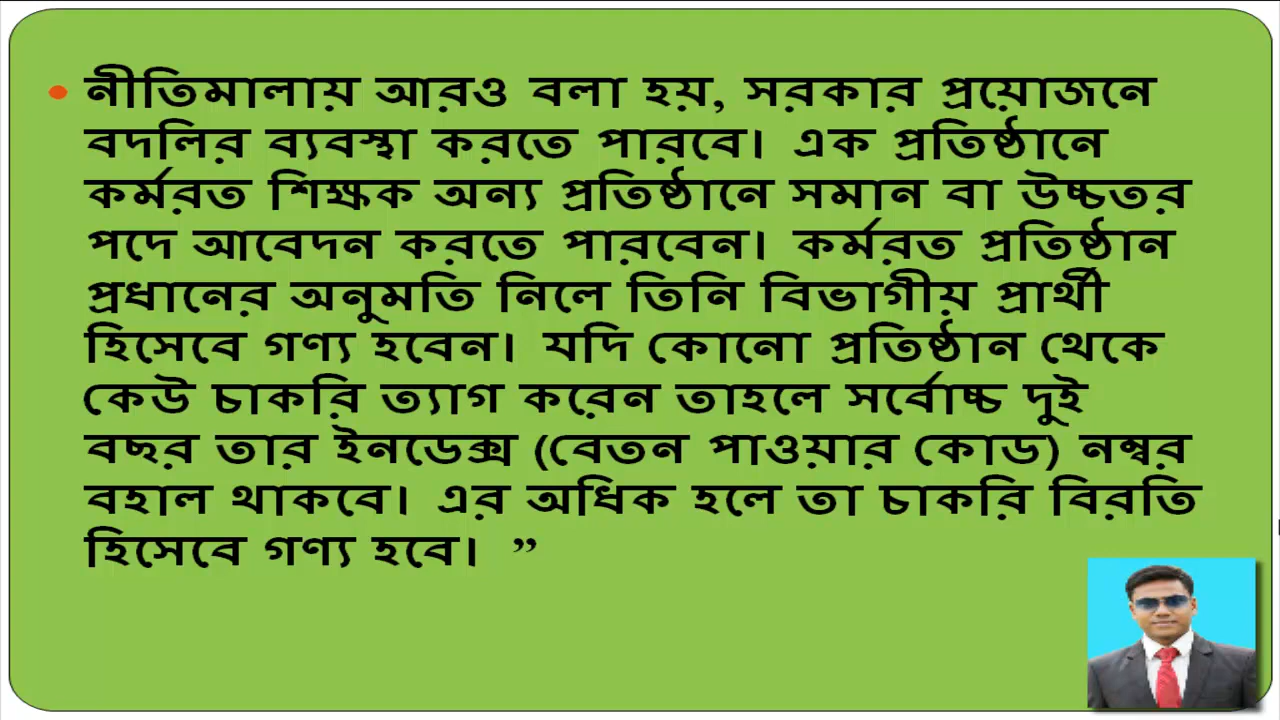 নীতিমালায় আরও বলা হয়, সরকার প্রয়োজনে
বদলির ব্যবস্থা করতে পারবে। এক প্রতিষ্ঠানে
কর্মরত শিক্ষক অন্য প্রতিষ্ঠানে সমান বা উচ্চতর
পদে আবেদন করতে পারবেন। কর্মরত প্রতিষ্ঠান
প্রধানের অনুমতি নিলে তিনি বিভাগীয় প্রার্থী
হিসেবে গণ্য হবেন। যদি কোনো প্রতিষ্ঠান থেকে
কেউ চাকরি ত্যাগ করেন তাহলে সর্বোচ্চ দুই
বছর তার ইনডেক্স (বেতন পাওয়ার কোড) নম্বর
বহাল থাকবে। এর অধিক হলে তা চাকরি বিরতি
হিসেবে গণ্য হবে। ”